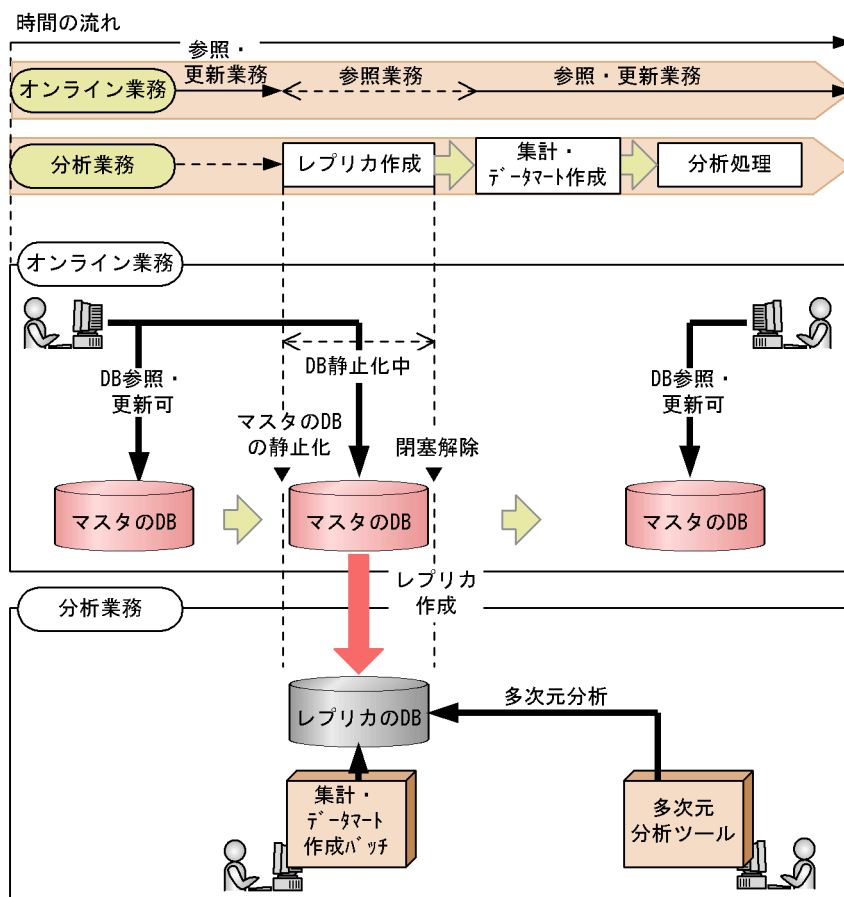 時間の流れ
参照・
更新業務
オンライン業務
参照業務
参照・更新業務
分析業務
レプリカ作成
集計・
ﾃﾞｰﾀﾏｰﾄ作成
分析処理
オンライン業務
DB静止化中
DB参照・
更新可
DB参照・
更新可
マスタのDB
の静止化
閉塞解除
マスタのDB
マスタのDB
マスタのDB
レプリカ
作成
分析業務
多次元分析
レプリカのDB
集計・
ﾃﾞｰﾀﾏｰﾄ
作成ﾊﾞｯﾁ
多次元
分析ツール